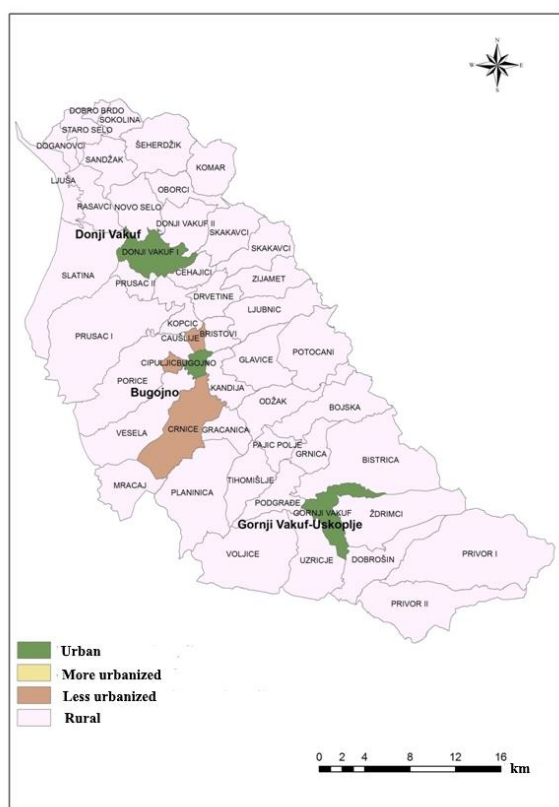 N
W E
S
DOBRO BRDO
SOKOLINA
STARO SELO
DOGANOVCI
ŠEHERDŽIK
SANDŽAK
KOMAR
LJUŠA
OBORCI
RASAVCI
NOVO SELO
DONJI VAKUF II
SKAKAVCI
Donji Vakuf
DONJI VAKUF I
SKAKAVCI
SLATINA
CEHAJICI
ZIJAMET
PRUSAC II
DRVETINE
LJUBNIC
KOPCIC
PRUSAC I
CAUŠLIJE
BRISTOVI
POTOCANI
CIPULJIC
BUGOJNO
GLAVICE
PORICE
KANDIJA
Bugojno
ODŽAK
BOJSKA
VESELA
CRNICE
GRACANICA
PAJIC POLJE
GRNICA
BISTRICA
MRACAJ
PLANINICA
TIHOMIŠLJE
PODGRAĐE
GORNJI VAKUF
ŽDRIMCI
Gornji Vakuf-Uskoplje
VOLJICE
UZRICJE
DOBROŠIN
PRIVOR I
PRIVOR II
Urban
More urbanized
Less urbanized
Rural
0 2 4 8 12 16
km